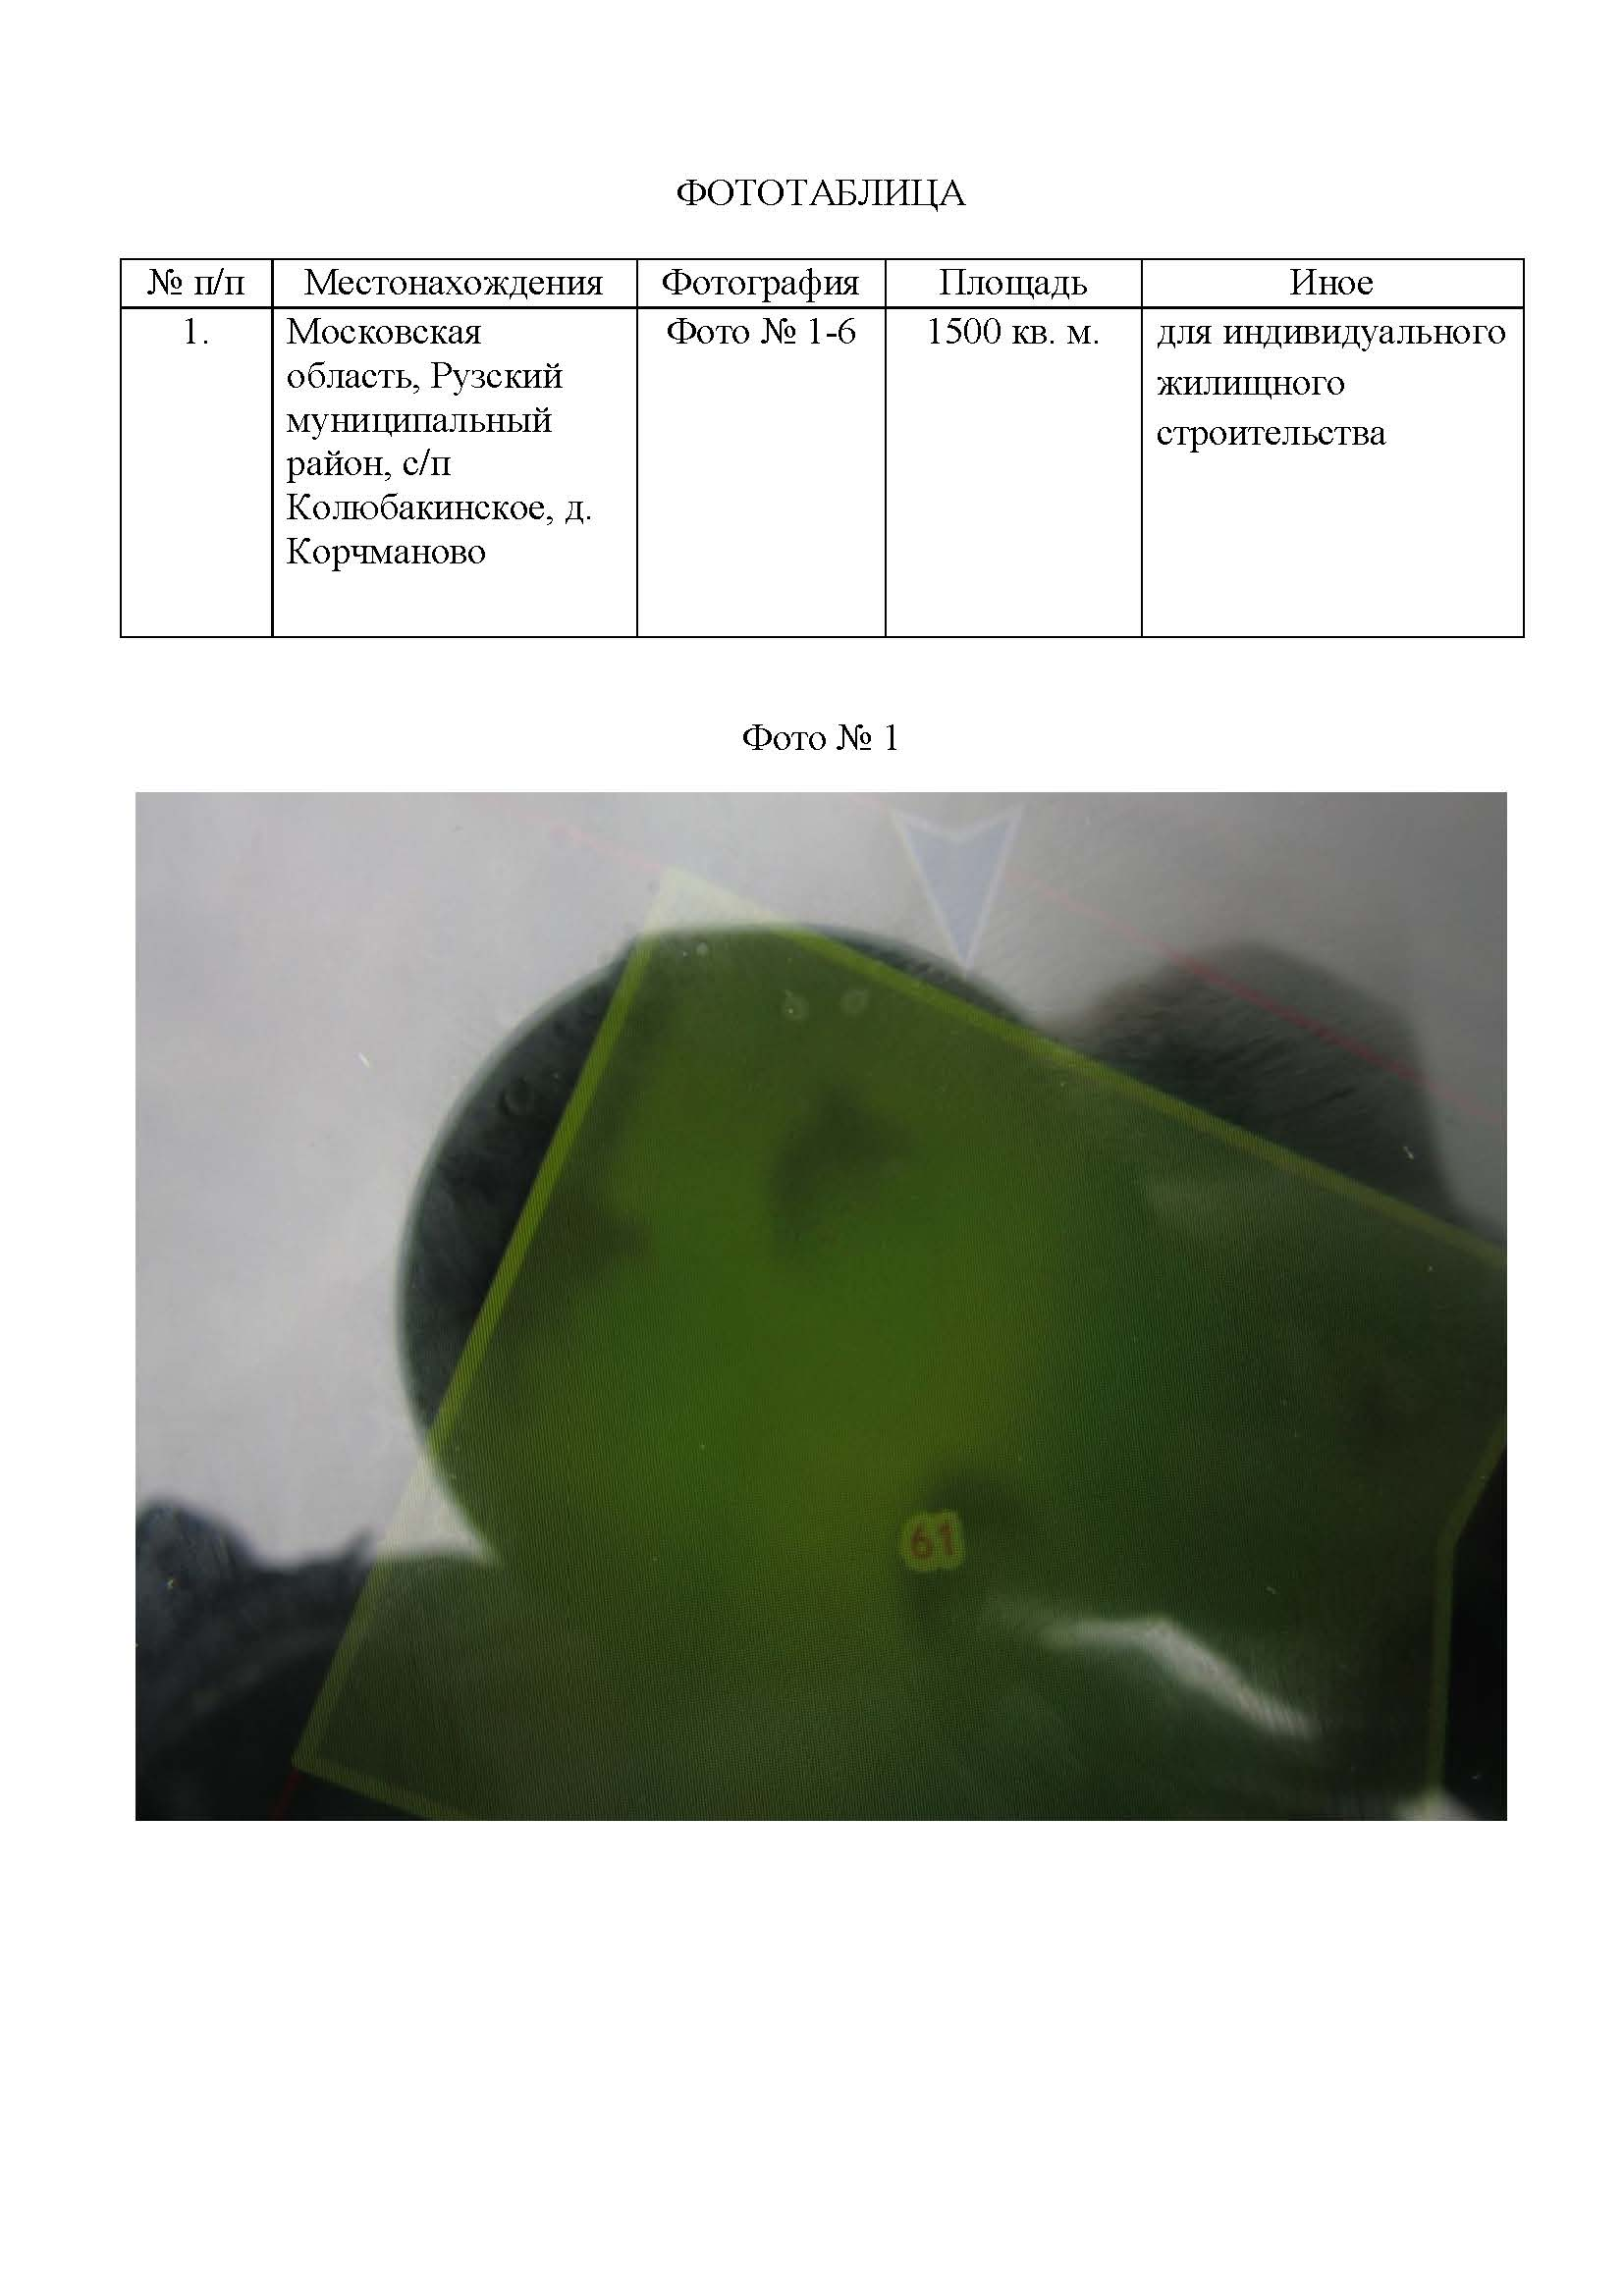 ФОТОТАБЛИЦА
№ п/п Местонахождения Фотография Площадь Иное
1. Московская область, Рузский муниципальный район, с/п Колюбакинское, д. Корчманово Фото № 1-6 1500 кв. м. для индивидуального жилищного строительства
Фото № 1
61